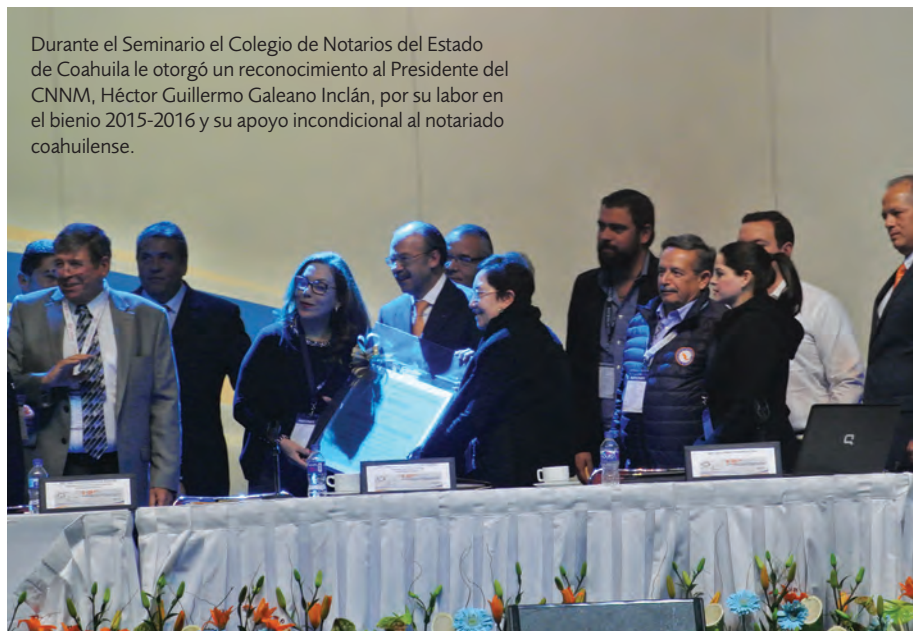 Durante el Seminario el Colegio de Notarios del Estado
de Coahuila le otorgó un reconocimiento al Presidente del
CNNM, Héctor Guillermo Galeano Inclán, por su labor en
el bienio 2015-2016 y su apoyo incondicional al notariado
coahuilense.